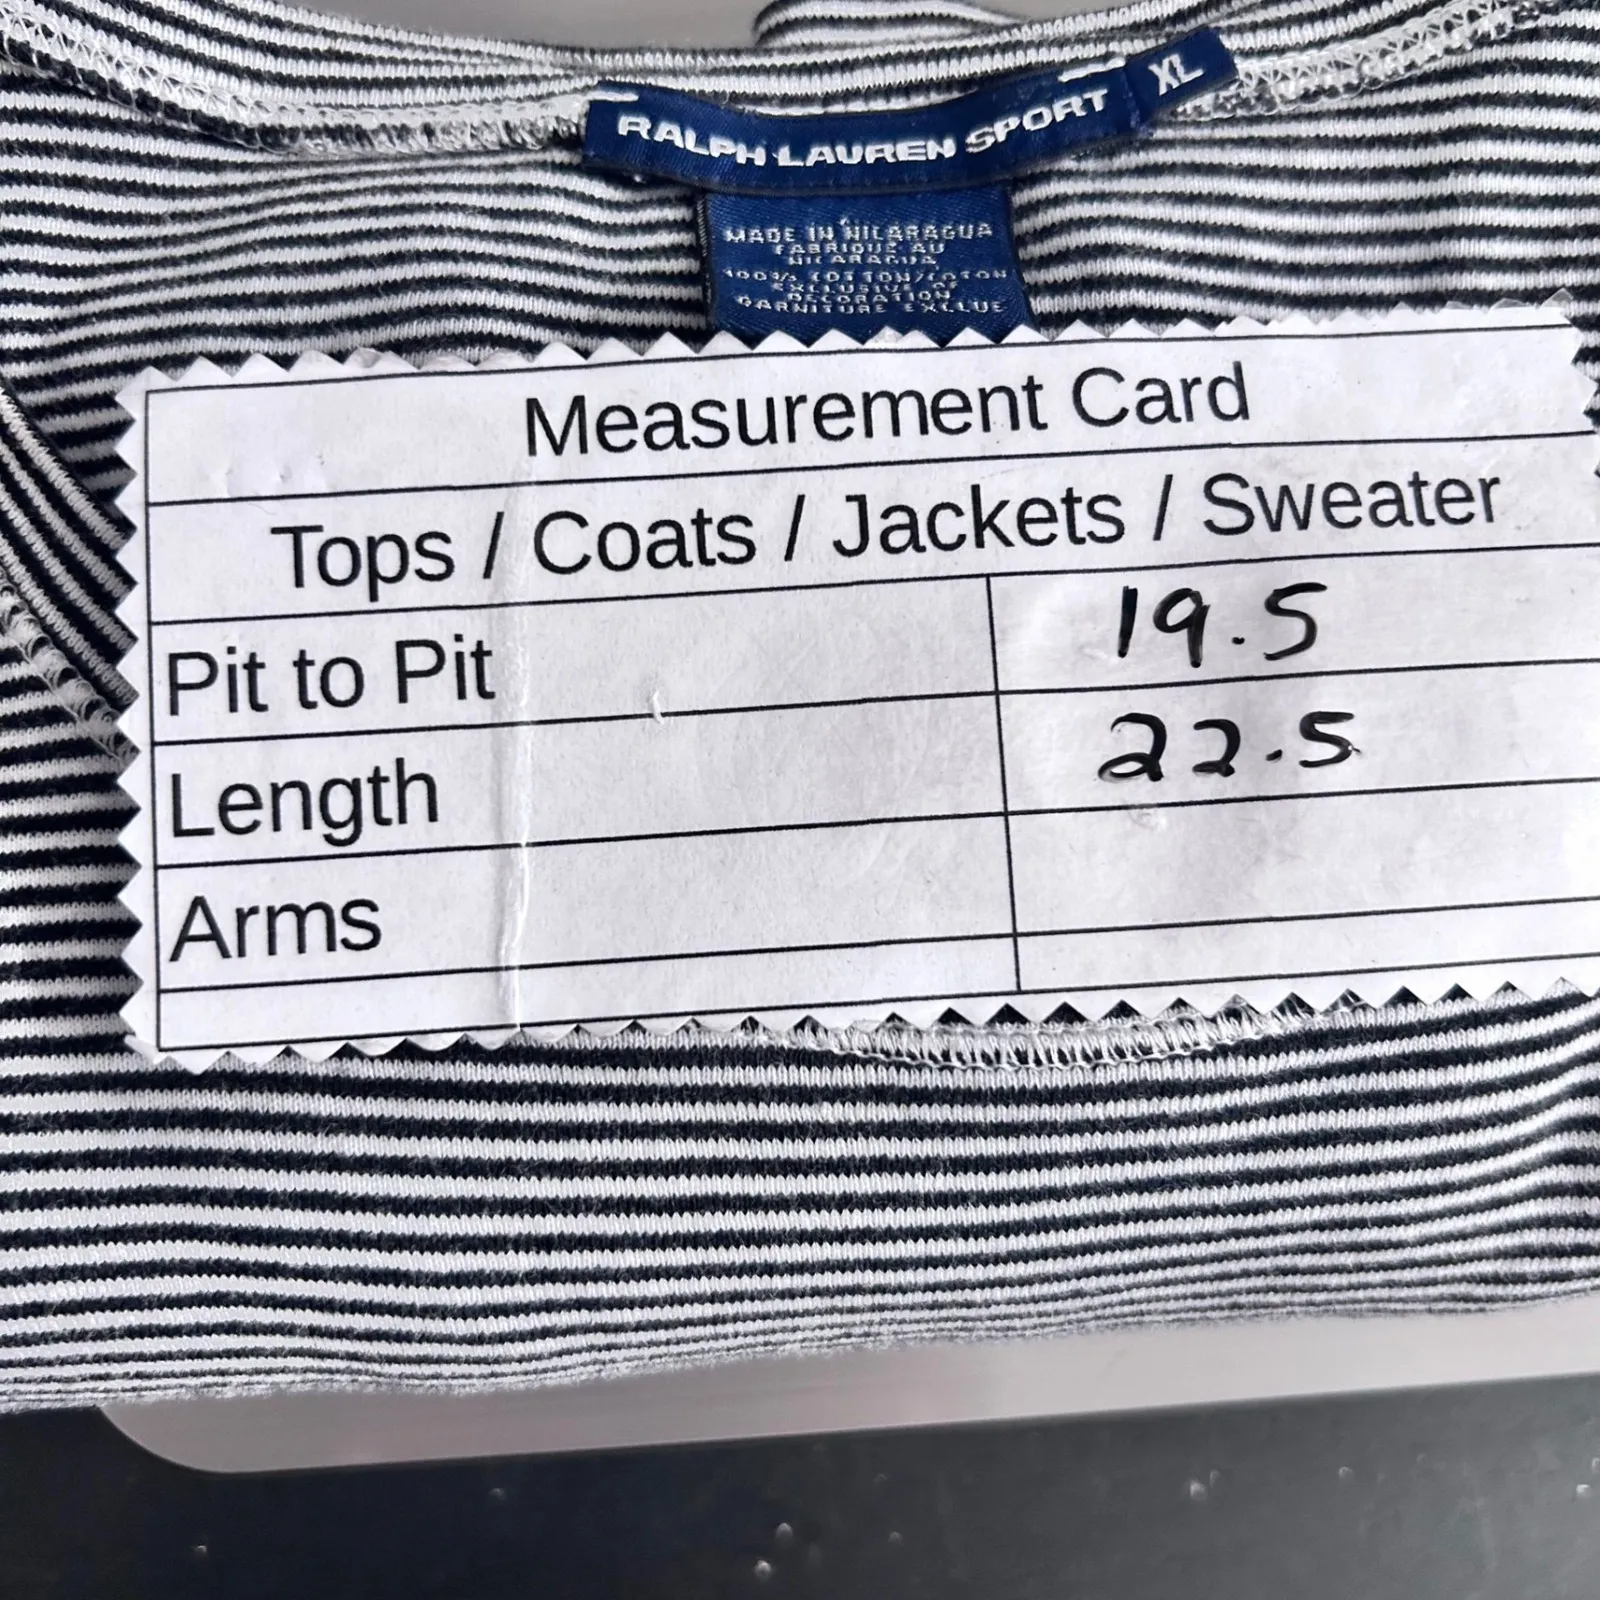 RALPH LAUREN SPORT XL
MADE IN NICARAGUA
FABRIQUE AU
NICARAGUA
100% COTTON/COTON
EXCLUSIVE OF
DECORATION
GARNITURE EXCLUE
Measurement Card
Tops / Coats / Jackets / Sweater
Pit to Pit 19.5
Length 22.5
Arms